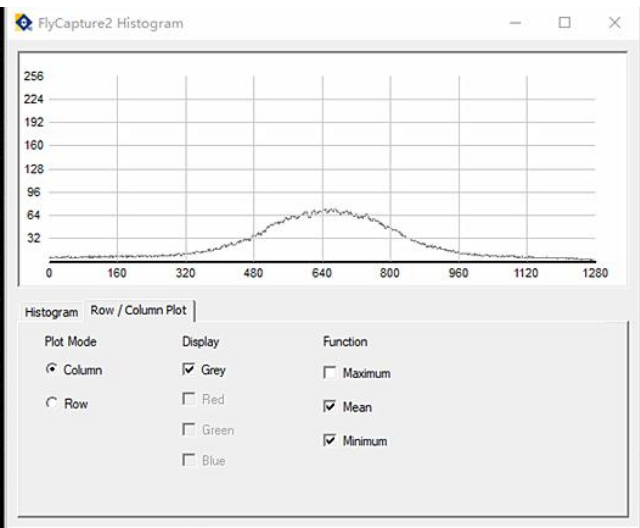 FlyCapture2 Histogram
256
224
192
160
128
96
64
32
0 160 320 480 640 800 960 1120 1280
Histogram Row / Column Plot
Plot Mode Display Function
Column Grey Maximum
Row Red Mean
Green Minimum
Blue